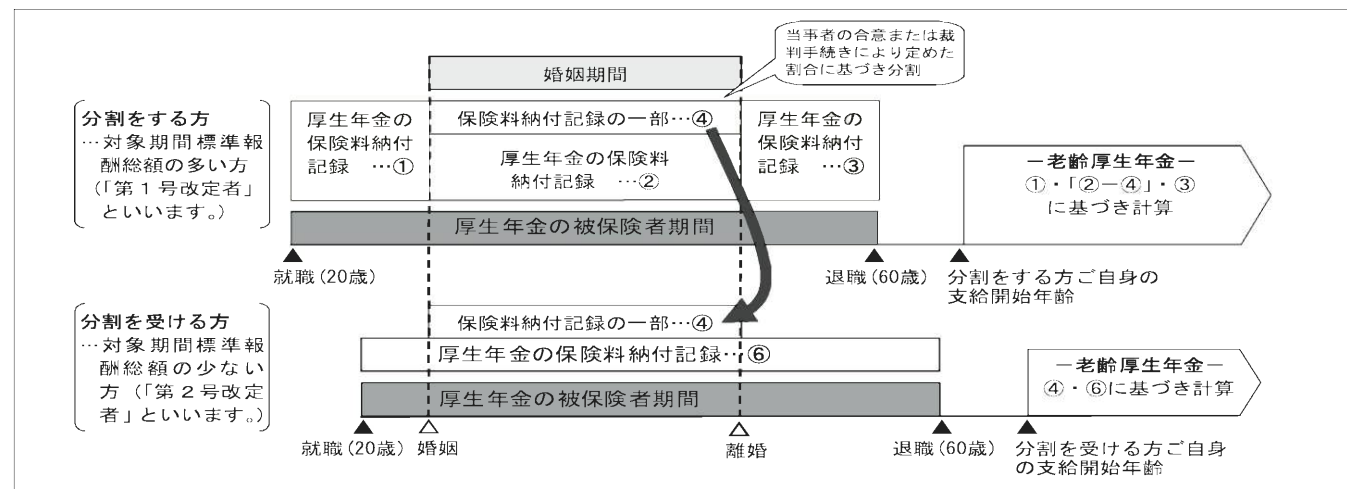 当事者の合意または裁
判手続きにより定めた
割合に基づき分割
婚姻期間
分割をする方
…対象期間標準報
酬総額の多い方
(「第1号改定者」
といいます。)
厚生年金の
保険料納付
記録 …①
保険料納付記録の一部…④
厚生年金の保険料
納付記録 …②
厚生年金の
保険料納付
記録 …③
-老齢厚生年金-
①・「②-④」・③
に基づき計算
厚生年金の被保険者期間
就職(20歳)
退職(60歳)
分割をする方ご自身の
支給開始年齢
分割を受ける方
…対象期間標準報
酬総額の少ない
方(「第2号改定
者」といいます。)
保険料納付記録の一部…④
厚生年金の保険料納付記録…⑥
厚生年金の被保険者期間
-老齢厚生年金-
④・⑥に基づき計算
就職(20歳)
婚姻
離婚
退職(60歳)
分割を受ける方ご自身
の支給開始年齢